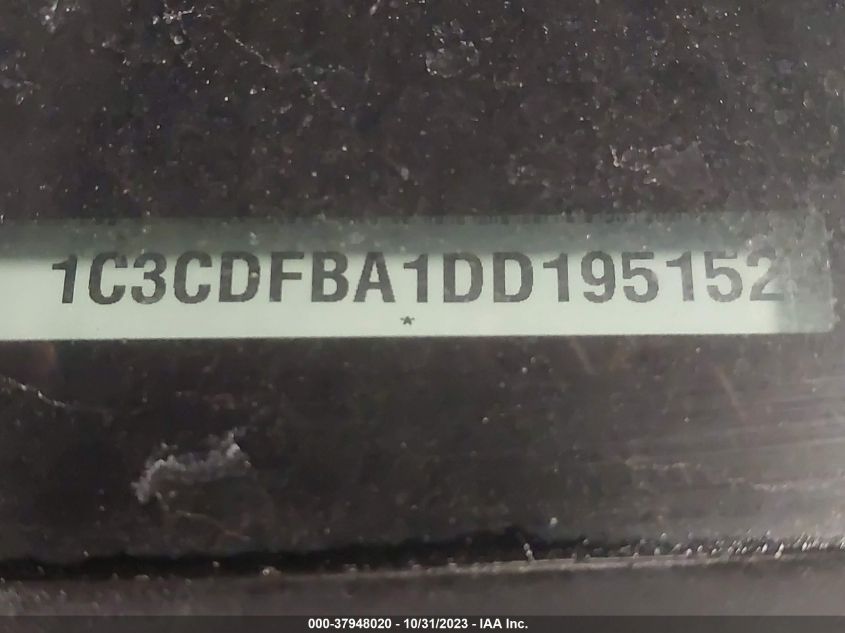 1C3CDFBA1DD195152
*
000-37948020 - 10/31/2023 - IAA Inc.